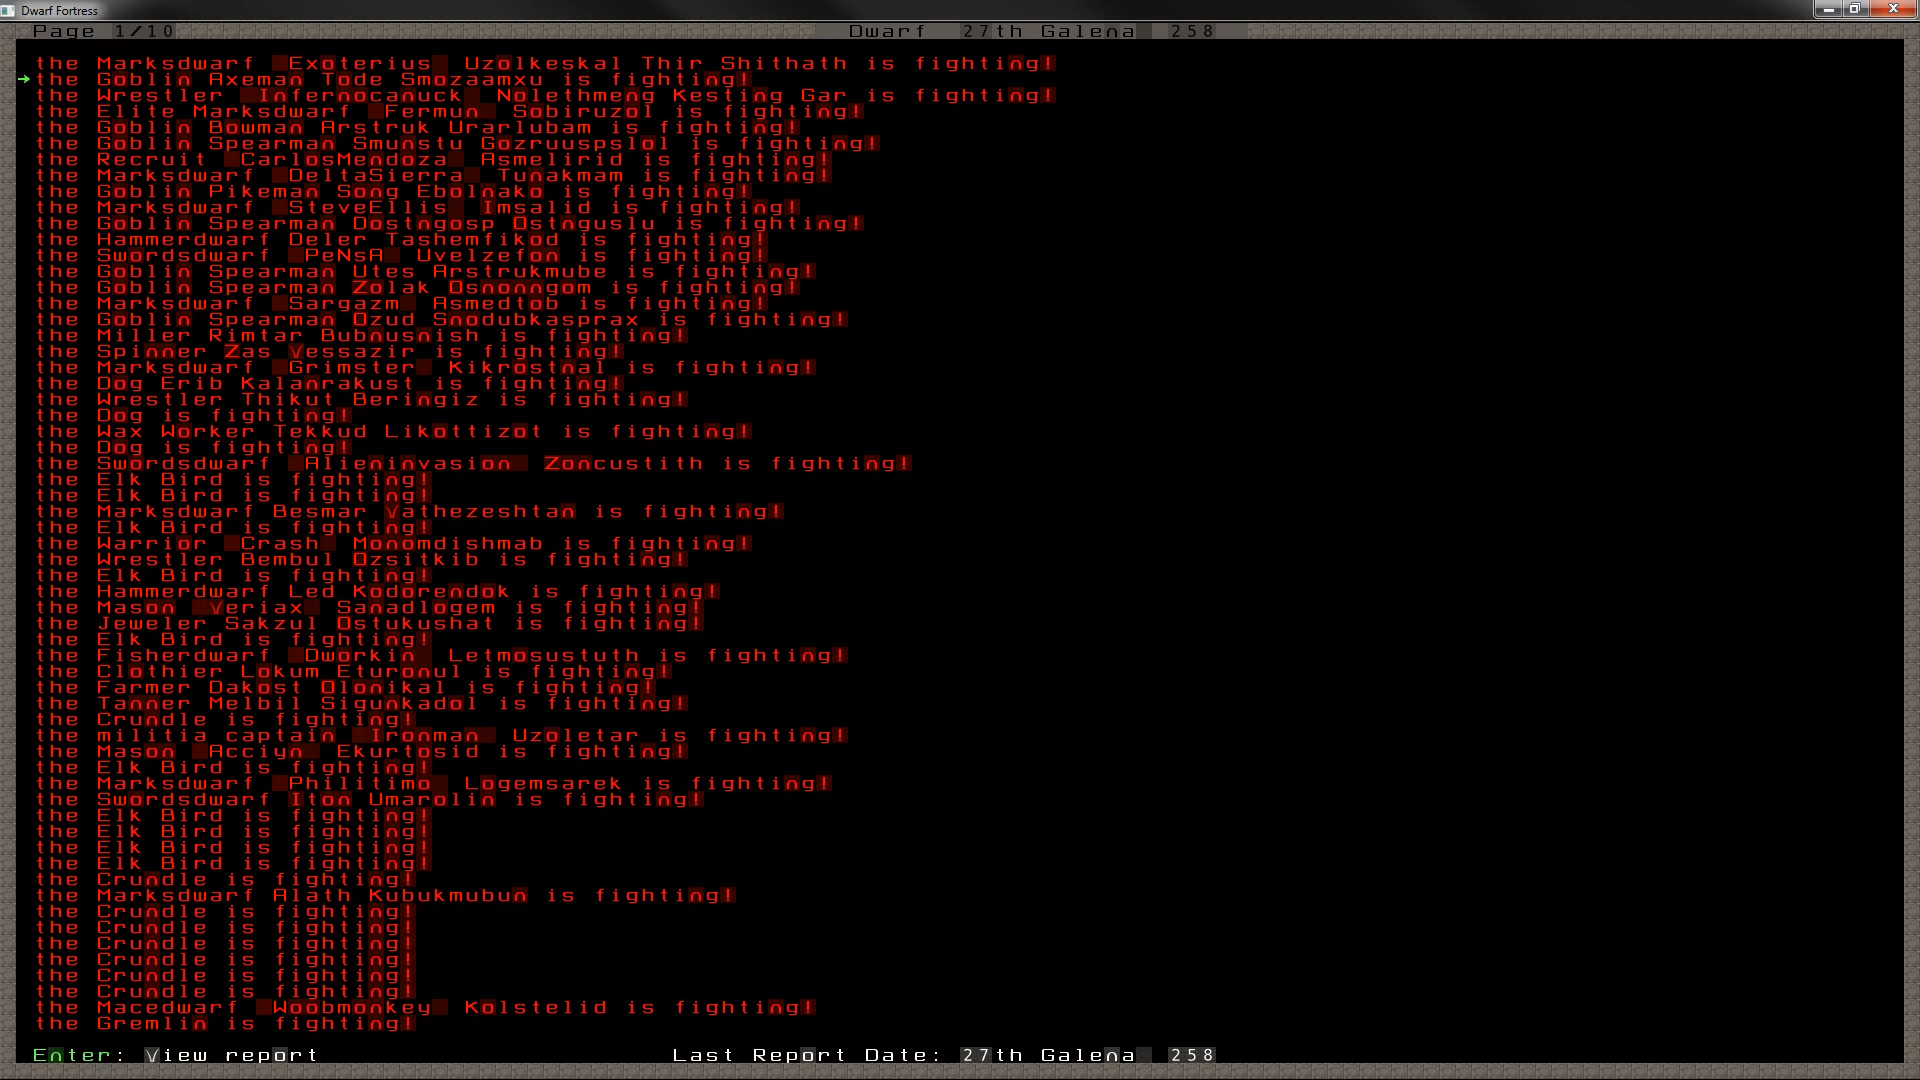 Dwarf Fortress
Page 1/10 Dwarf 27th Galena 258
the Marksdwarf Exoterius Uzolkeskal Thir Shithath is fighting!
the Goblin Axeman Tode Smozaamxu is fighting!
the Wrestler Infernocanuck Nolethmeng Kesting Gar is fighting!
the Elite Marksdwarf Fermun Sobiruzol is fighting!
the Goblin Bowman Arstruk Urarlubam is fighting!
the Goblin Spearman Smunstu Gozruuspslol is fighting!
the Recruit CarlosMendoza Asmelirid is fighting!
the Marksdwarf DeltaSierra Tunakmam is fighting!
the Goblin Pikeman Song Ebolnako is fighting!
the Marksdwarf SteveEllis Imsalid is fighting!
the Goblin Spearman Dostngosp Ostnguslu is fighting!
the Hammerdwarf Deler Tashemfikod is fighting!
the Swordsdwarf PeNsA Uvelzefon is fighting!
the Goblin Spearman Utes Arstrukmube is fighting!
the Goblin Spearman Zolak Osnonngom is fighting!
the Marksdwarf Sargazm Asmedtob is fighting!
the Goblin Spearman Ozud Snodubkasprax is fighting!
the Miller Rimtar Bubnusnish is fighting!
the Spinner Zas Vessazir is fighting!
the Marksdwarf Grimster Kikrostnal is fighting!
the Dog Erib Kalanrakust is fighting!
the Wrestler Thikut Beringiz is fighting!
the Dog is fighting!
the Wax Worker Tekkud Likottizot is fighting!
the Dog is fighting!
the Swordsdwarf Alieninvasion Zoncustith is fighting!
the Elk Bird is fighting!
the Elk Bird is fighting!
the Marksdwarf Besmar Vathezeshtan is fighting!
the Elk Bird is fighting!
the Warrior Crash Monomdishmab is fighting!
the Wrestler Bembul Ozsitkib is fighting!
the Elk Bird is fighting!
the Hammerdwarf Led Kodorendok is fighting!
the Mason Veriax Sanadlogem is fighting!
the Jeweler Sakzul Ostukushat is fighting!
the Elk Bird is fighting!
the Fisherdwarf Dworkin Letmosustuth is fighting!
the Clothier Lokum Eturonul is fighting!
the Farmer Dakost Olonikal is fighting!
the Tanner Melbil Sigunkadol is fighting!
the Crundle is fighting!
the militia captain Ironman Uzoletar is fighting!
the Mason Acciyn Ekurtosid is fighting!
the Elk Bird is fighting!
the Marksdwarf Philitimo Logemsarek is fighting!
the Swordsdwarf Iton Umarolin is fighting!
the Elk Bird is fighting!
the Elk Bird is fighting!
the Elk Bird is fighting!
the Elk Bird is fighting!
the Crundle is fighting!
the Marksdwarf Alath Kubukmubun is fighting!
the Crundle is fighting!
the Crundle is fighting!
the Crundle is fighting!
the Crundle is fighting!
the Crundle is fighting!
the Crundle is fighting!
the Macedwarf Woobmonkey Kolstelid is fighting!
the Gremlin is fighting!
Enter: View report Last Report Date: 27th Galena 258